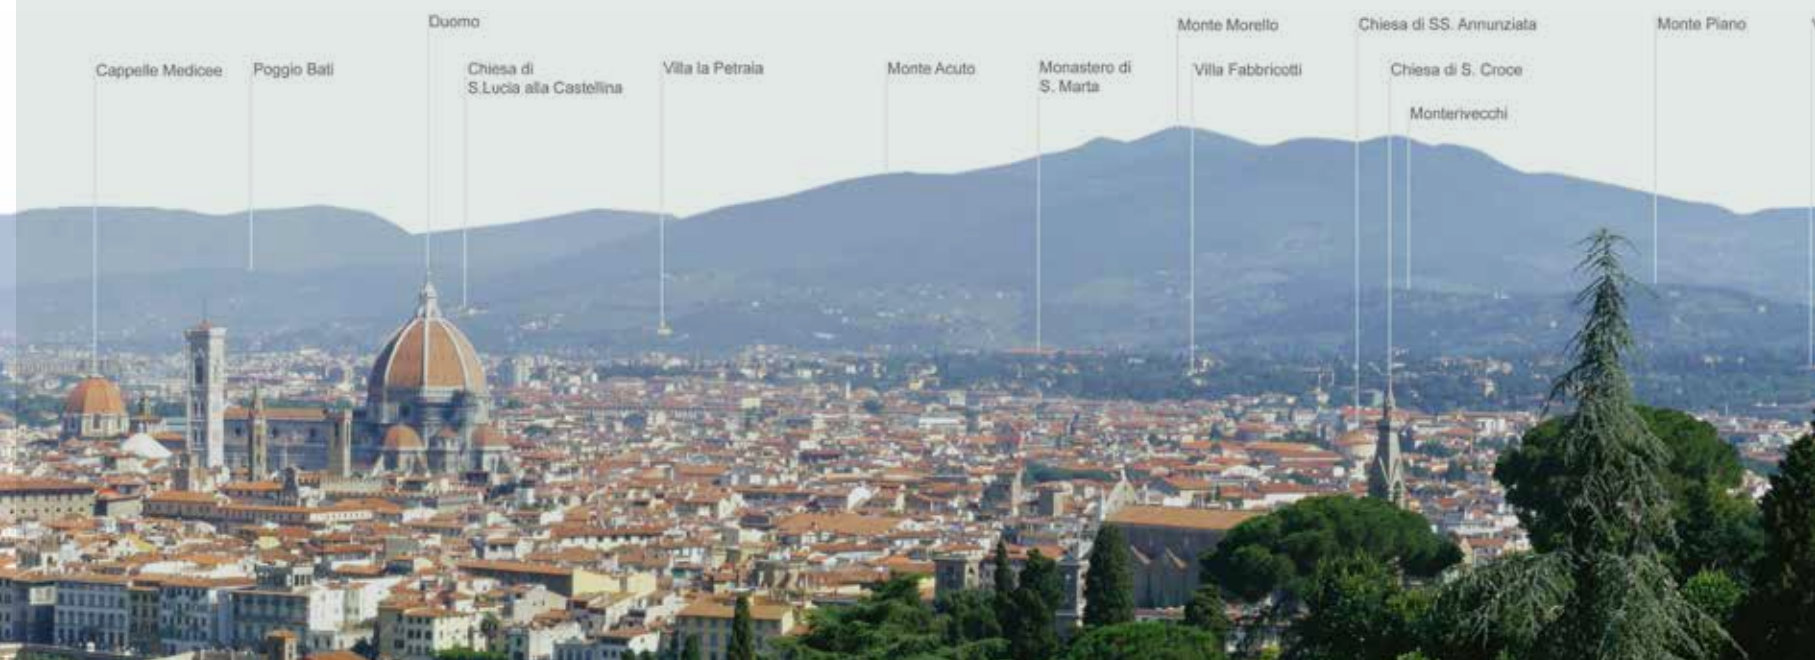 Duomo
Monte Morello
Chiesa di SS. Annunziata
Monte Piano
Cappelle Medicee
Poggio Bati
Chiesa di
S.Lucia alla Castellina
Villa la Petraia
Monte Acuto
Monastero di
S. Marta
Villa Fabbricotti
Chiesa di S. Croce
Monterivecchi